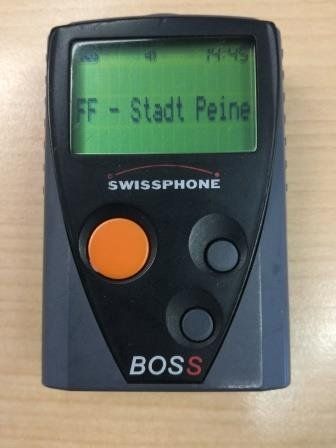 14:45
FF - Stadt Peine
SWISSPHONE
BOSS